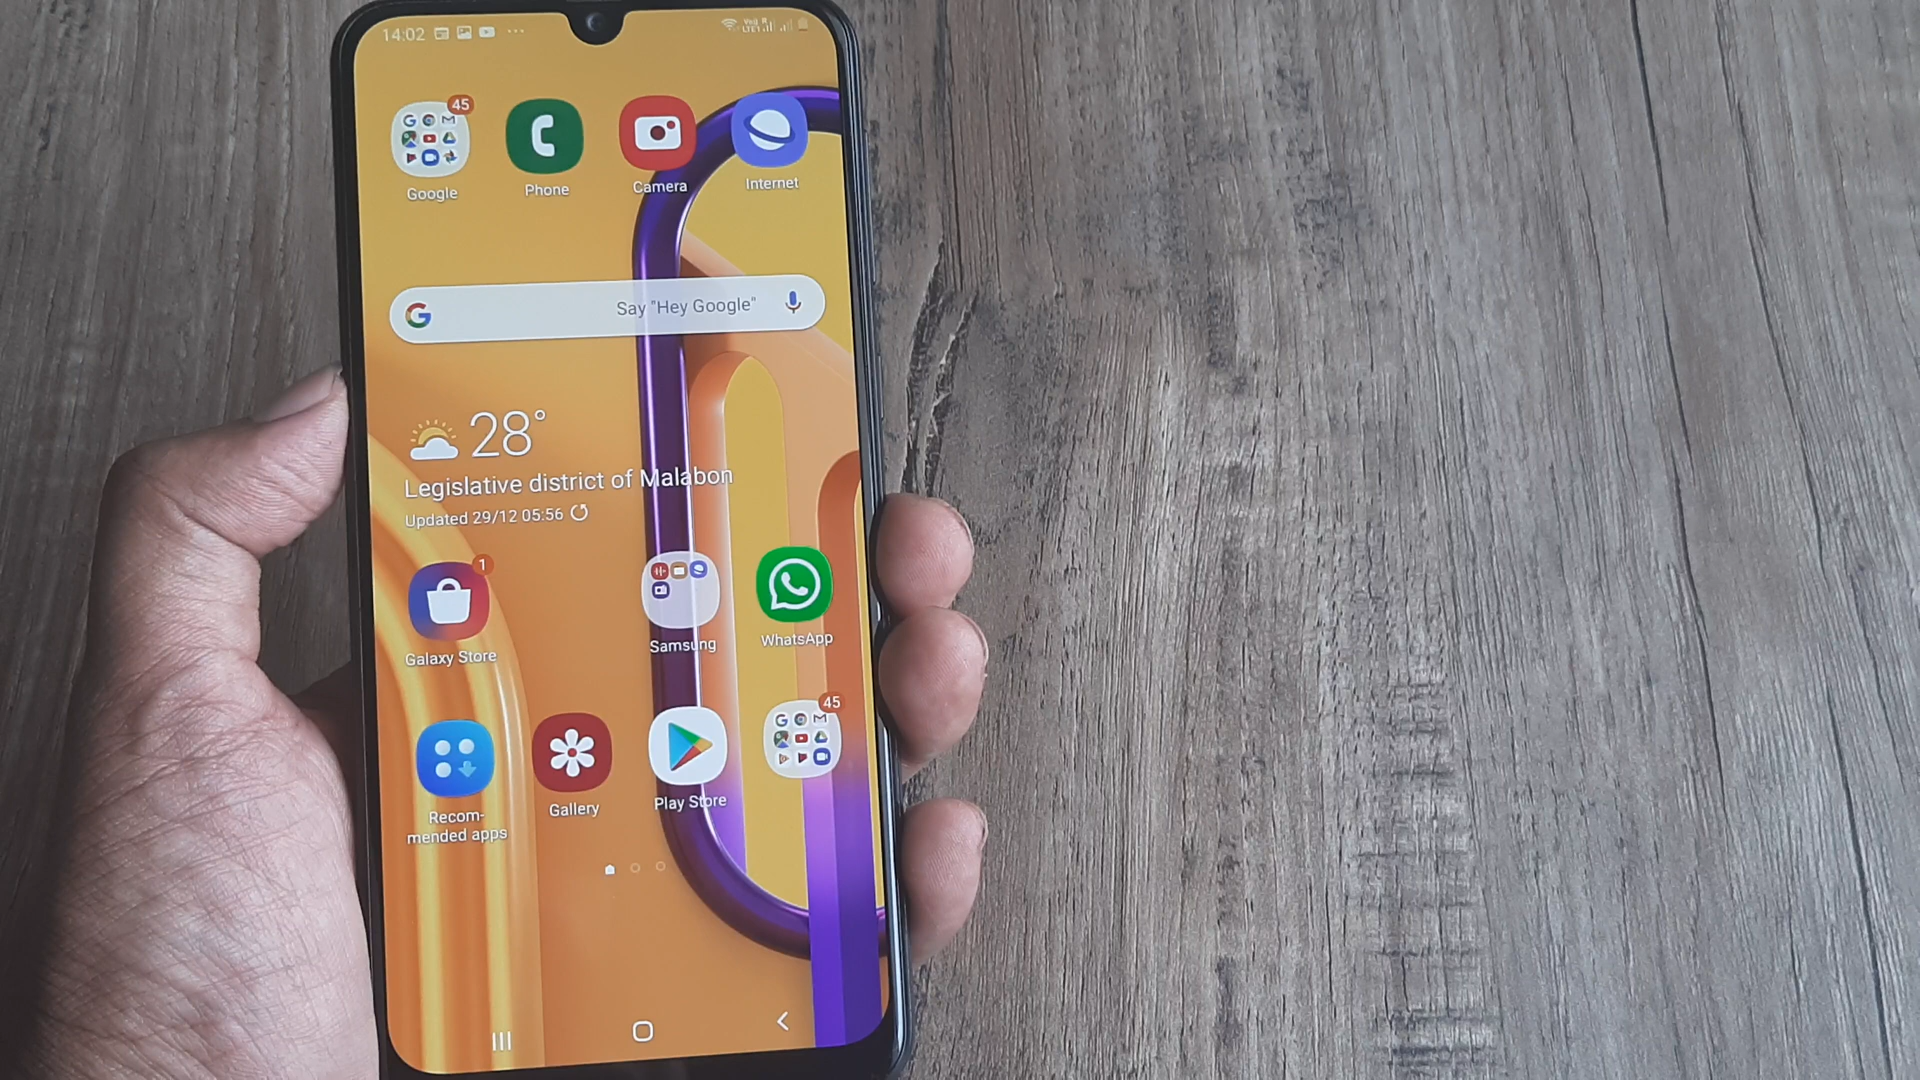 14:02
45
Google
Phone
Camera
Internet
Say "Hey Google"
28°
Legislative district of Malabon
Updated 29/12 05:56
1
Galaxy Store
Samsung
WhatsApp
45
Recom-
mended apps
Gallery
Play Store